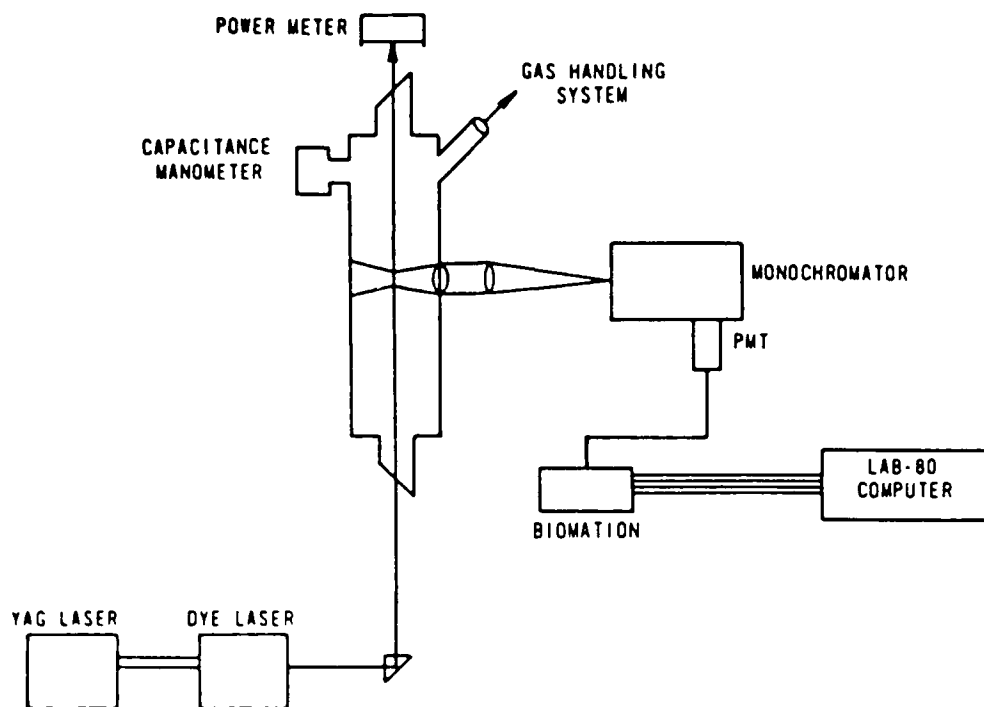 POWER METER
GAS HANDLING
SYSTEM
CAPACITANCE
MANOMETER
MONOCHROMATOR
PMT
LAB-80
COMPUTER
BIOMATION
YAG LASER
DYE LASER